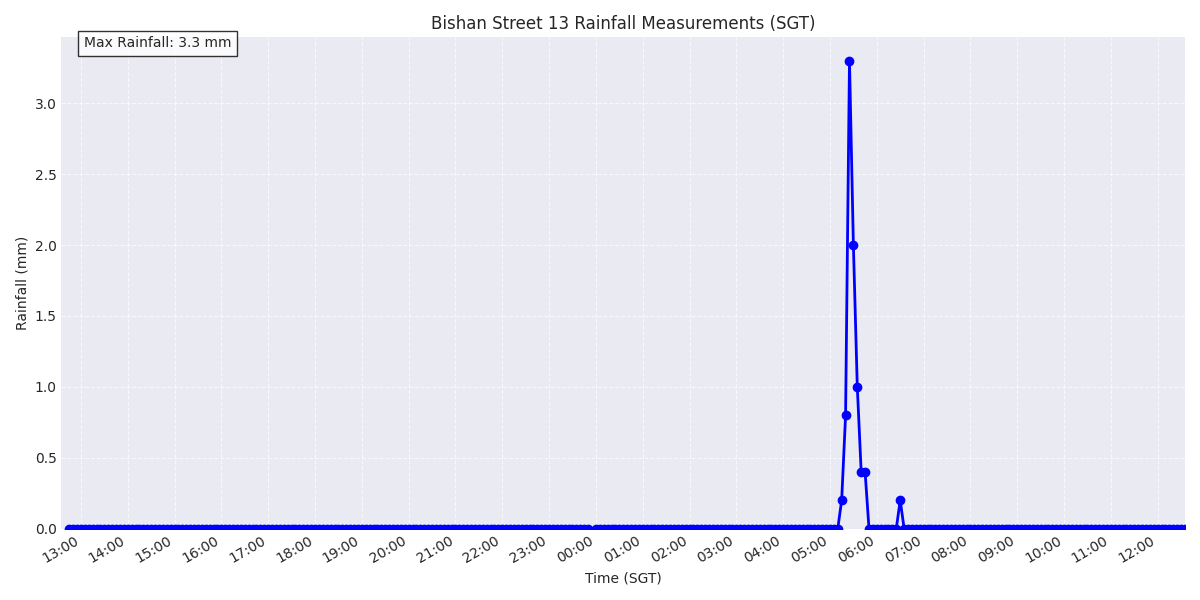 Bishan Street 13 Rainfall Measurements (SGT)
Max Rainfall: 3.3 mm
Rainfall (mm)
3.0
2.5
2.0
1.5
1.0
0.5
0.0
13:00 14:00 15:00 16:00 17:00 18:00 19:00 20:00 21:00 22:00 23:00 00:00 01:00 02:00 03:00 04:00 05:00 06:00 07:00 08:00 09:00 10:00 11:00 12:00
Time (SGT)